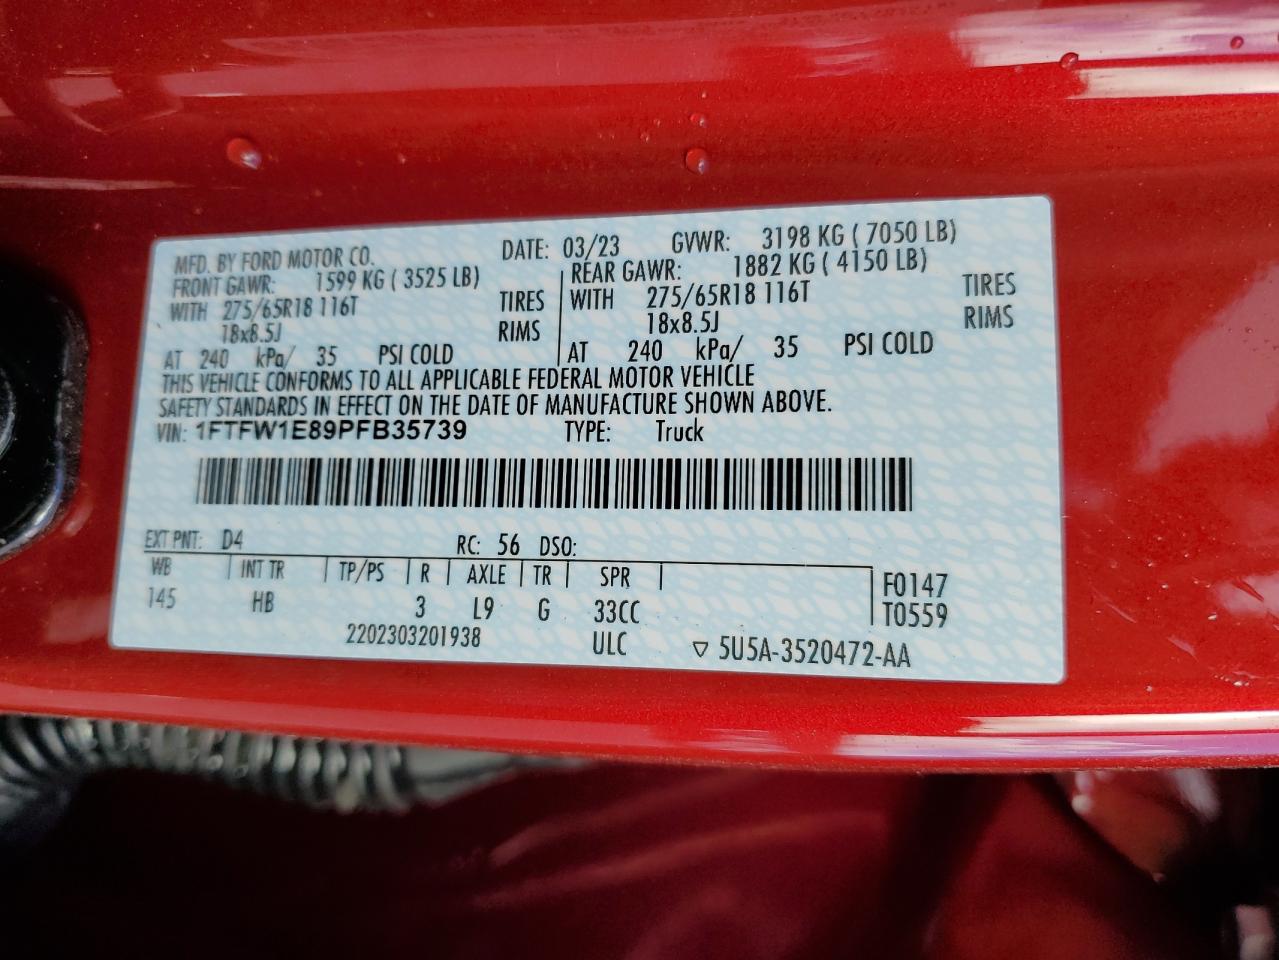 MFD. BY FORD MOTOR CO. DATE: 03/23 GVWR: 3198 KG ( 7050 LB)
FRONT GAWR: 1599 KG ( 3525 LB) REAR GAWR: 1882 KG ( 4150 LB)
WITH 275/65R18 116T TIRES WITH 275/65R18 116T TIRES
18x8.5J RIMS 18x8.5J RIMS
AT 240 kPa/ 35 PSI COLD AT 240 kPa/ 35 PSI COLD
THIS VEHICLE CONFORMS TO ALL APPLICABLE FEDERAL MOTOR VEHICLE
SAFETY STANDARDS IN EFFECT ON THE DATE OF MANUFACTURE SHOWN ABOVE.
VIN: 1FTFW1E89PFB35739 TYPE: Truck
EXT PNT: D4 RC: 56 DSO:
WB INT TR TP/PS R AXLE TR SPR F0147
145 HB 3 L9 G 33CC T0559
2202303201938 ULC ▽ 5U5A-3520472-AA